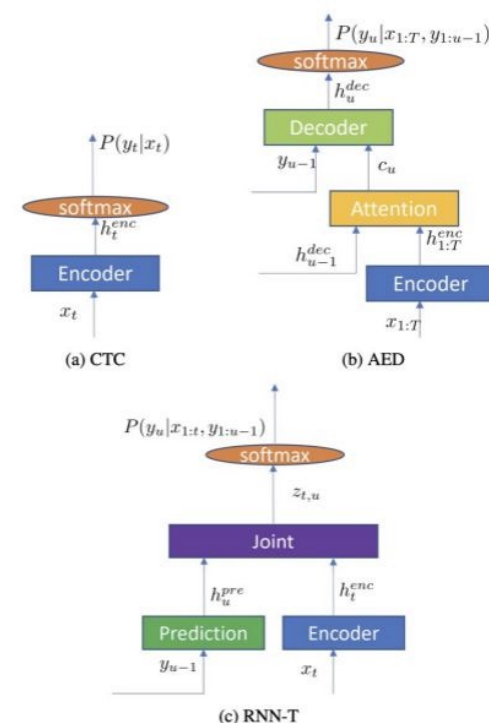 P(y_t|x_t)
softmax
h_t^{enc}
Encoder
x_t
(a) CTC
P(y_u|x_{1:T}, y_{1:u-1})
softmax
h_u^{dec}
Decoder
y_{u-1}
c_u
Attention
h_{u-1}^{dec}
h_{1:T}^{enc}
Encoder
x_{1:T}
(b) AED
P(y_u|x_{1:t}, y_{1:u-1})
softmax
z_{t,u}
Joint
h_u^{pre}
h_t^{enc}
Prediction
Encoder
y_{u-1}
x_t
(c) RNN-T